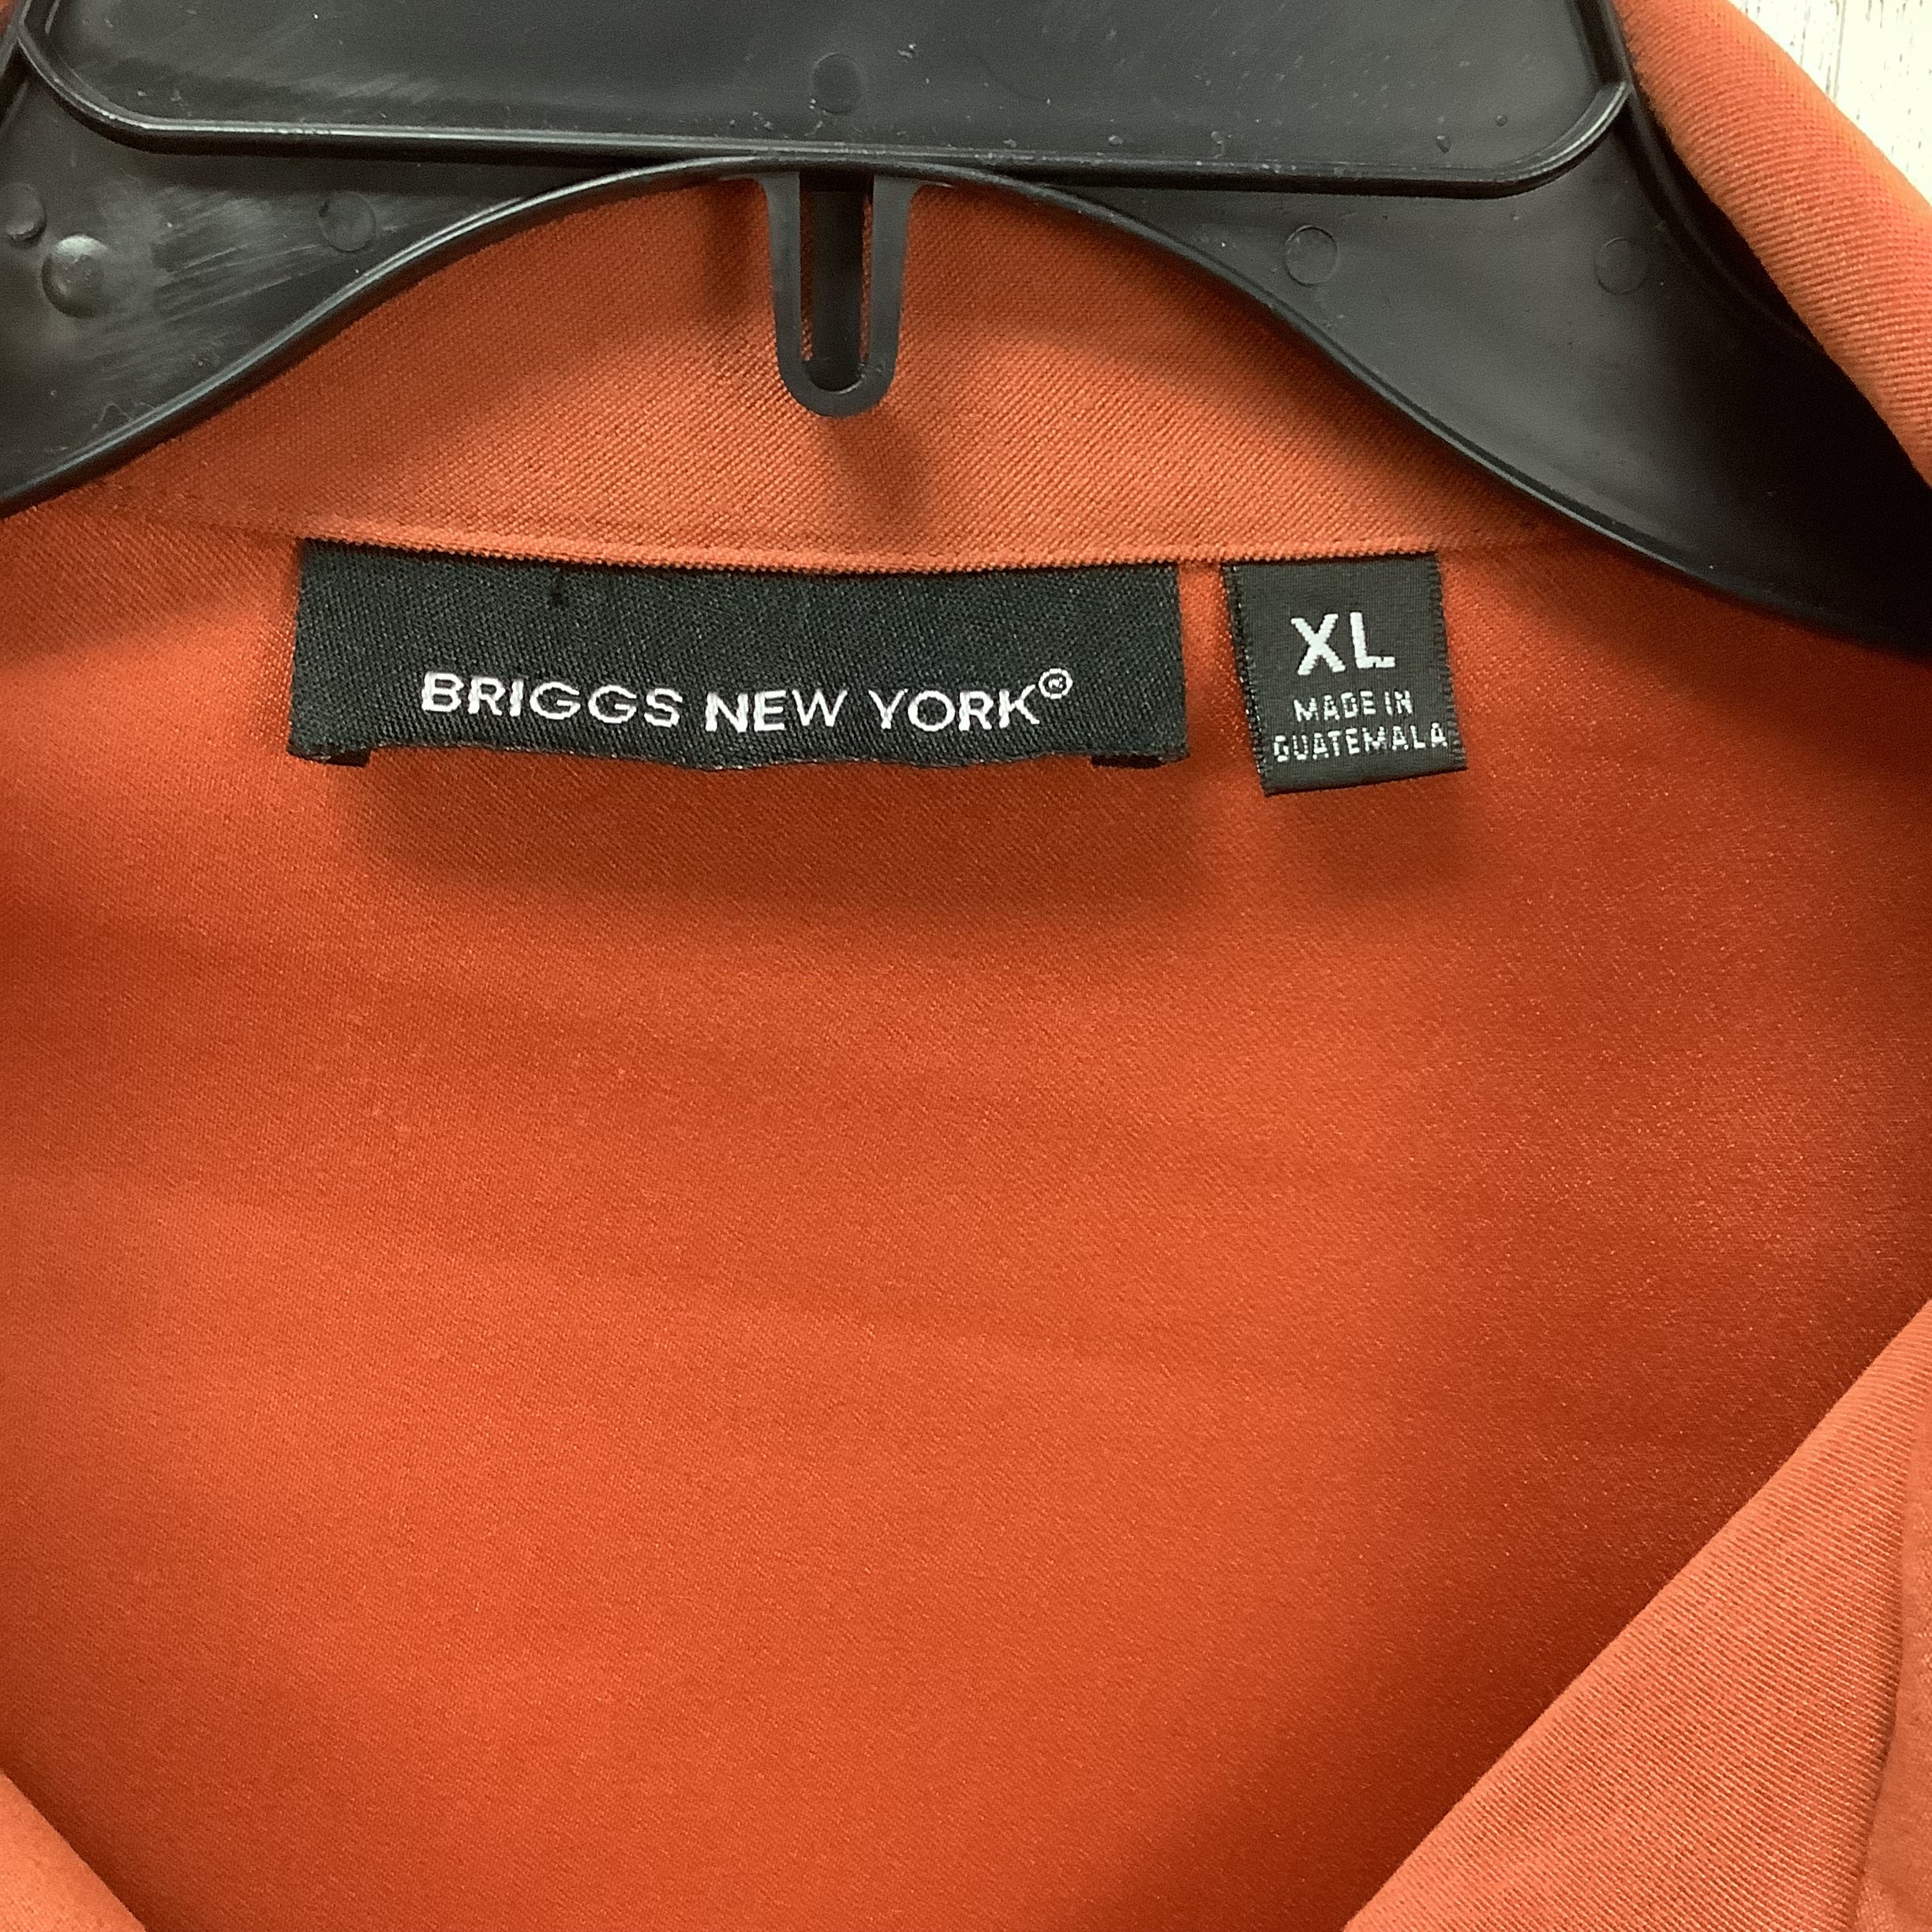 BRIGGS NEW YORK®
XL
MADE IN
GUATEMALA